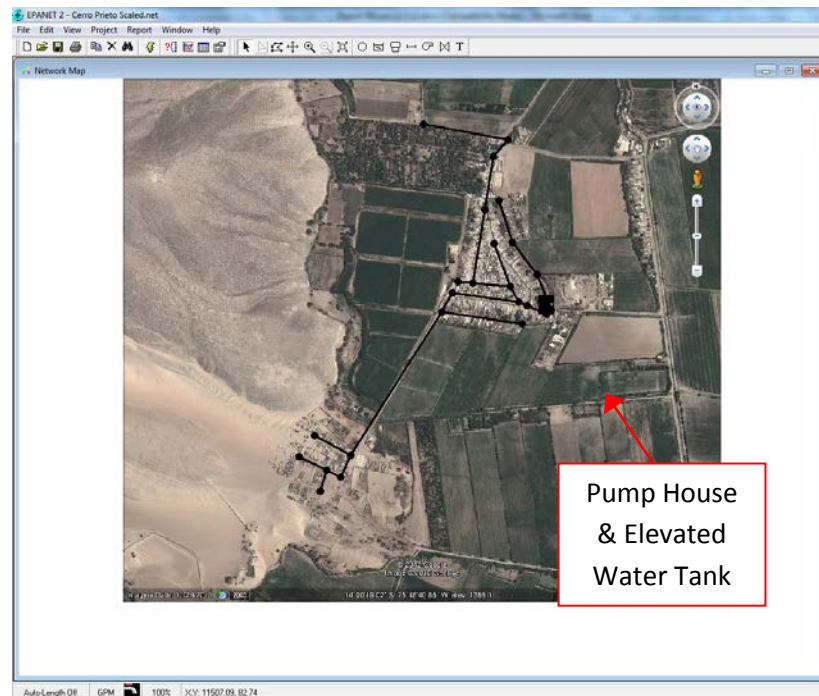 EPANET 2 - Cerro Prieto Scaled.net
File Edit View Project Report Window Help
T
Network Map
N
Pump House
& Elevated
Water Tank
2002
Auto-Length Off GPM 100% X,Y: 11507.09, 82.74